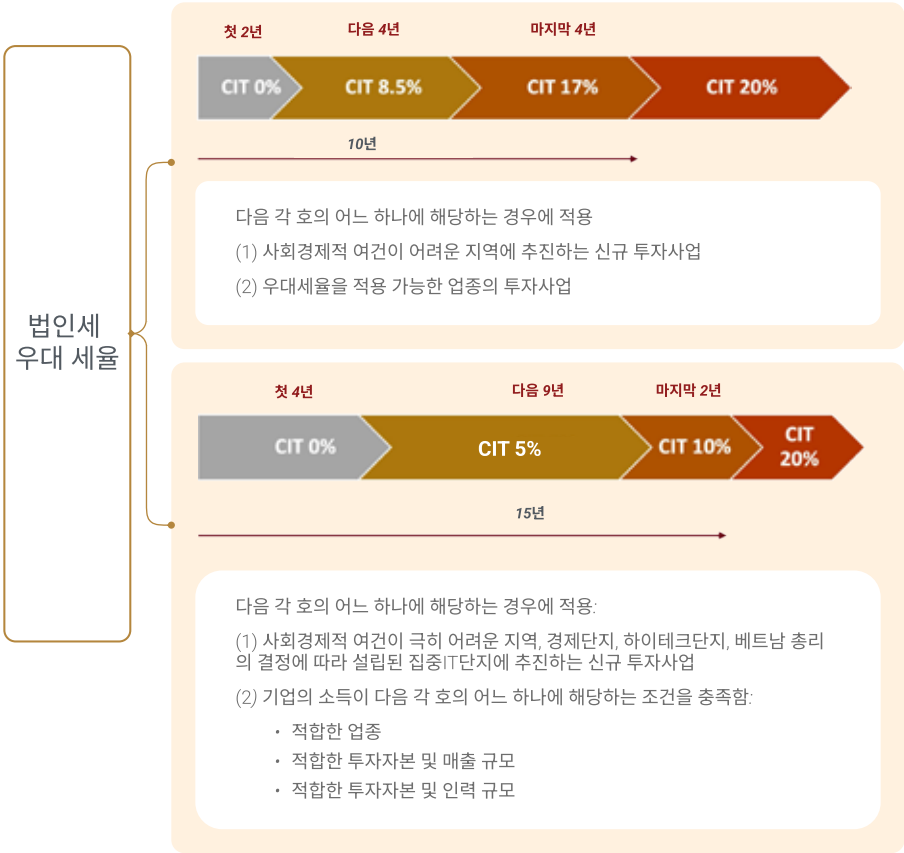 법인세
우대 세율
첫 2년
다음 4년
마지막 4년
CIT 0%
CIT 8.5%
CIT 17%
CIT 20%
10년
다음 각 호의 어느 하나에 해당하는 경우에 적용
(1) 사회경제적 여건이 어려운 지역에 추진하는 신규 투자사업
(2) 우대세율을 적용 가능한 업종의 투자사업
첫 4년
다음 9년
마지막 2년
CIT 0%
CIT 5%
CIT 10%
CIT
20%
15년
다음 각 호의 어느 하나에 해당하는 경우에 적용:
(1) 사회경제적 여건이 극히 어려운 지역, 경제단지, 하이테크단지, 베트남 총리
의 결정에 따라 설립된 집중IT단지에 추진하는 신규 투자사업
(2) 기업의 소득이 다음 각 호의 어느 하나에 해당하는 조건을 충족함:
• 적합한 업종
• 적합한 투자자본 및 매출 규모
• 적합한 투자자본 및 인력 규모